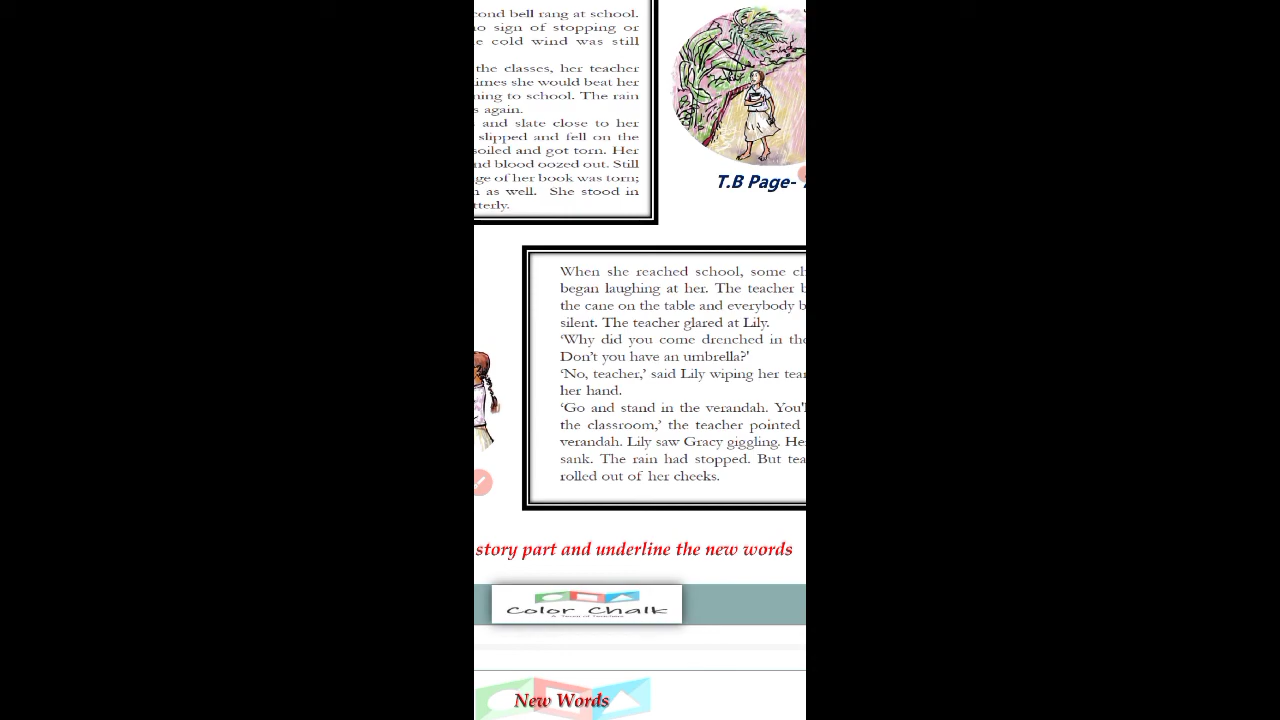 cond bell rang at school.
no sign of stopping or
e cold wind was still
the classes, her teacher
times she would beat her
ning to school. The rain
s again.
and slate close to her
slipped and fell on the
soiled and got torn. Her
nd blood oozed out. Still
ge of her book was torn;
n as well. She stood in
tterly.
T.B Page-
When she reached school, some ch
began laughing at her. The teacher b
the cane on the table and everybody b
silent. The teacher glared at Lily.
‘Why did you come drenched in the
Don’t you have an umbrella?'
‘No, teacher,’ said Lily wiping her tear
her hand.
‘Go and stand in the verandah. You'l
the classroom,’ the teacher pointed
verandah. Lily saw Gracy giggling. He
sank. The rain had stopped. But tea
rolled out of her cheeks.
story part and underline the new words
Color Chalk
A Team of Teachers
New Words